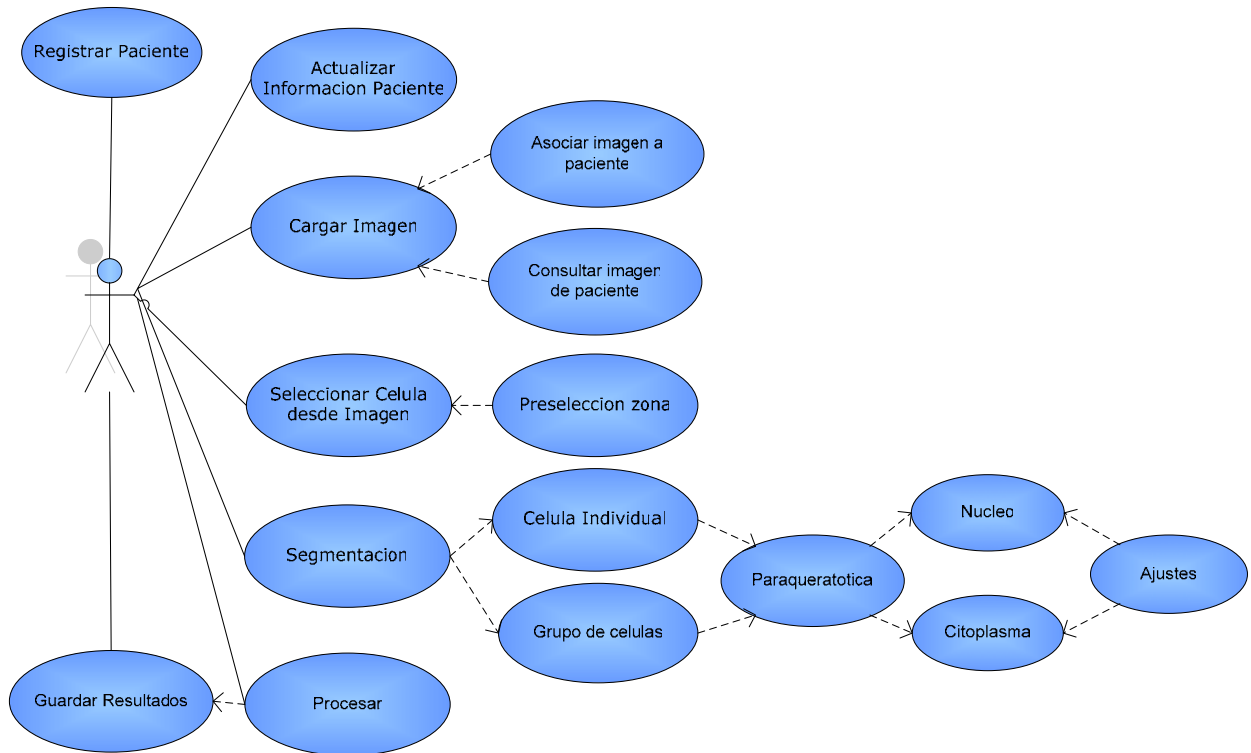 Registrar Paciente
Actualizar
Informacion Paciente
Asociar imagen a
paciente
Cargar Imagen
Consultar imagen
de paciente
Seleccionar Celula
desde Imagen
Preseleccion zona
Celula Individual
Nucleo
Segmentacion
Paraqueratotica
Ajustes
Grupo de celulas
Citoplasma
Guardar Resultados
Procesar